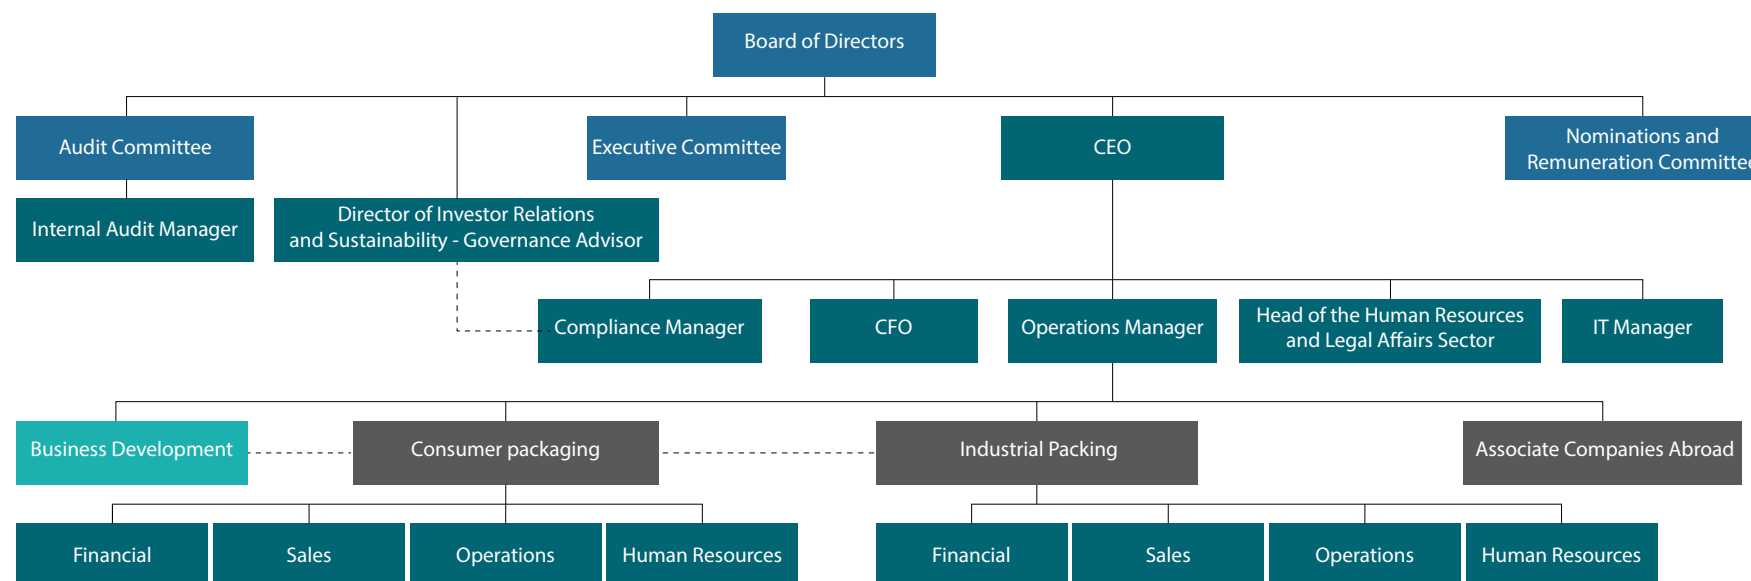 Board of Directors
Audit Committee
Executive Committee
CEO
Nominations and
Remuneration Committee
Internal Audit Manager
Director of Investor Relations
and Sustainability - Governance Advisor
Compliance Manager
CFO
Operations Manager
Head of the Human Resources
and Legal Affairs Sector
IT Manager
Business Development
Consumer packaging
Industrial Packing
Associate Companies Abroad
Financial
Sales
Operations
Human Resources
Financial
Sales
Operations
Human Resources